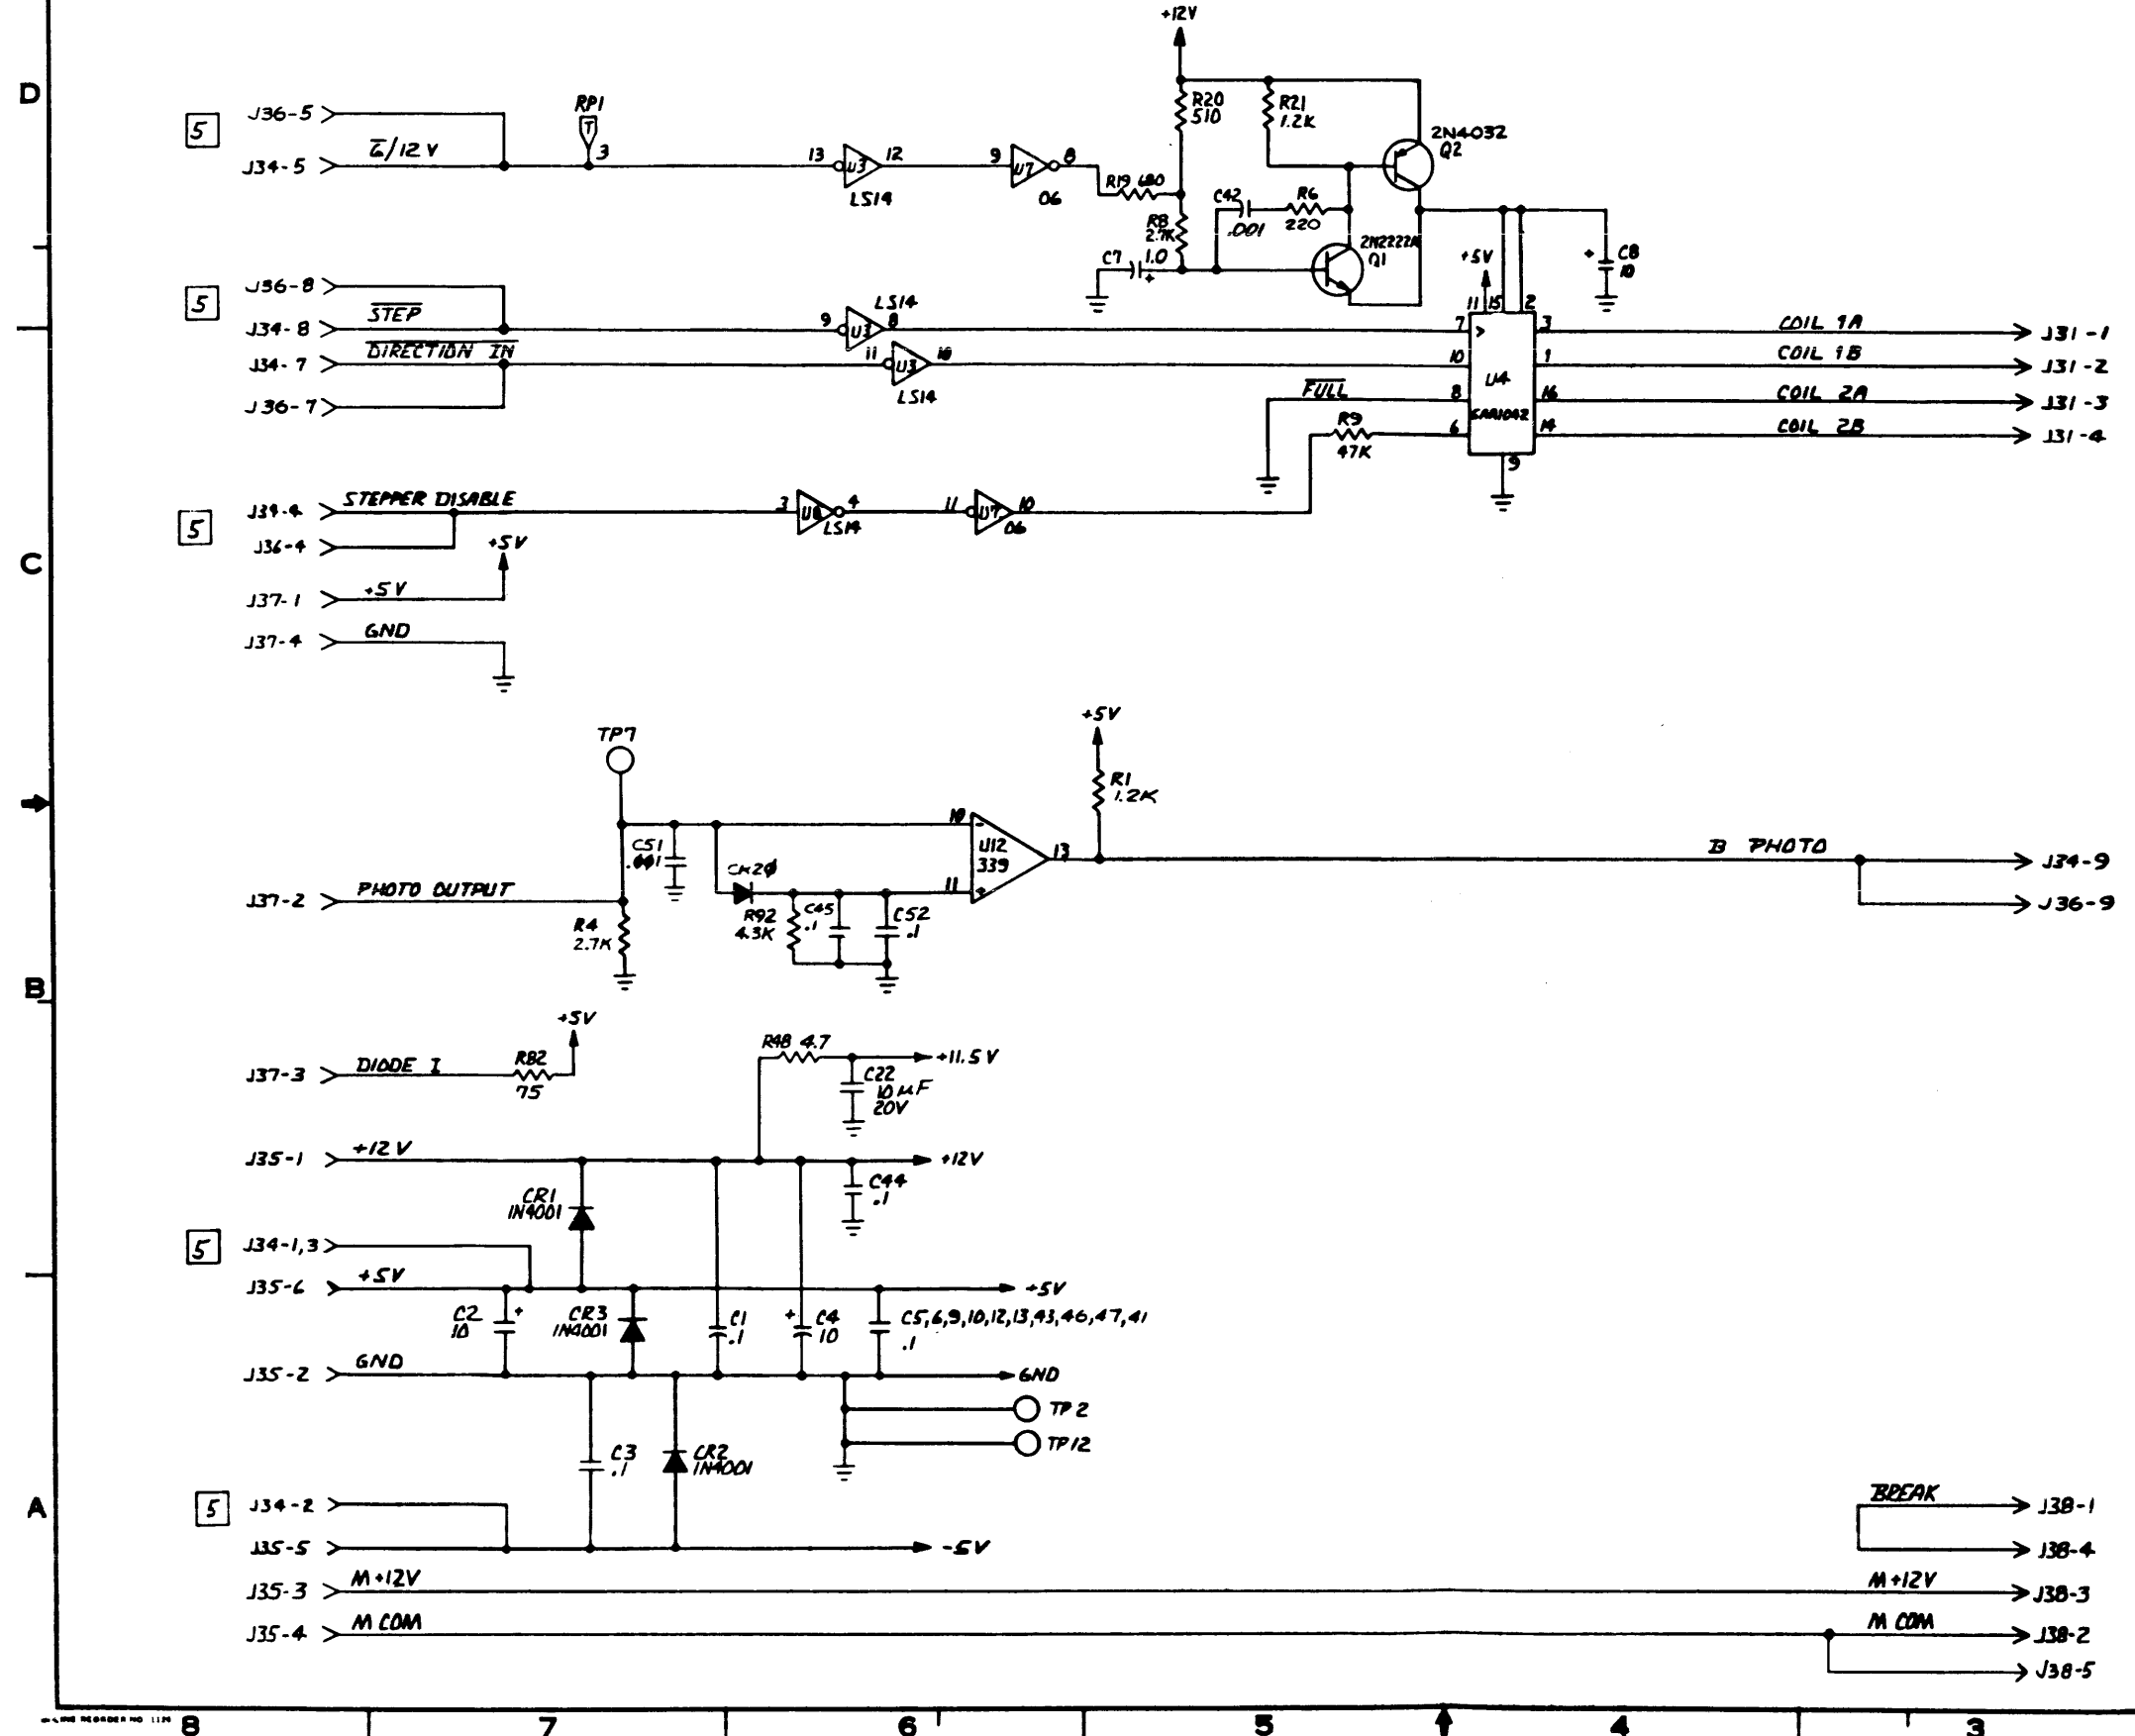 +12V
D
5
J36-5
J34-5
6/12 V
RP1
T
3
13
U3
12
LS14
9
U7
8
06
R19 680
R20
510
R21
1.2K
2N4032
Q2
C42
.001
R6
220
R8
2.7K
C7
1.0
+
2N2222A
Q1
+5V
+
C8
10
5
J36-8
J34-8
STEP
9
U3
8
LS14
J34-7
DIRECTION IN
11
U3
10
LS14
J36-7
11
15
2
7
>
10
8
6
U4
SAA1042
9
3
1
16
14
FULL
R9
47K
COIL 1A
J31-1
COIL 1B
J31-2
COIL 2A
J31-3
COIL 2B
J31-4
5
J34-4
STEPPER DISABLE
3
4
LS14
11
U7
10
06
J36-4
C
+5V
J37-1
+5V
J37-4
GND
TP7
+5V
R1
1.2K
C51
.001
10
-
U12
339
13
11
+
CR20
B PHOTO
J34-9
J36-9
J37-2
PHOTO OUTPUT
R4
2.7K
R92
4.3K
C45
.1
C52
.1
B
+5V
J37-3
DIODE I
R82
75
R48 4.7
+11.5V
C22
10 µF
20V
J35-1
+12V
+12V
C44
.1
CR1
1N4001
5
J34-1,3
J35-6
+5V
+5V
C2
10
+
CR3
1N4001
C1
.1
+
C4
10
C5,6,9,10,12,13,43,46,47,41
.1
J35-2
GND
GND
TP2
TP12
C3
.1
CR2
1N4001
A
5
J34-2
J35-5
-5V
BREAK
J38-1
J38-4
J35-3
M+12V
M+12V
J38-3
J35-4
M COM
M COM
J38-2
J38-5
REORDER NO.
8
7
6
5
4
3